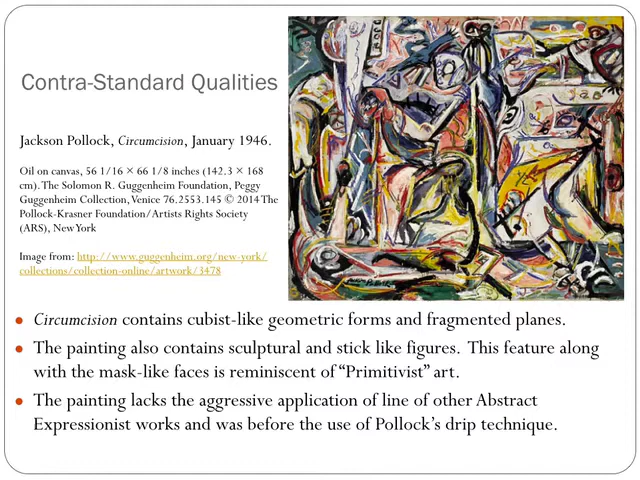 Contra-Standard Qualities
Jackson Pollock, Circumcision, January 1946.
Oil on canvas, 56 1/16 × 66 1/8 inches (142.3 × 168
cm). The Solomon R. Guggenheim Foundation, Peggy
Guggenheim Collection, Venice 76.2553.145 © 2014 The
Pollock-Krasner Foundation/Artists Rights Society
(ARS), New York
Image from: http://www.guggenheim.org/new-york/
collections/collection-online/artwork/3478
• Circumcision contains cubist-like geometric forms and fragmented planes.
• The painting also contains sculptural and stick like figures. This feature along
with the mask-like faces is reminiscent of “Primitivist” art.
• The painting lacks the aggressive application of line of other Abstract
Expressionist works and was before the use of Pollock’s drip technique.